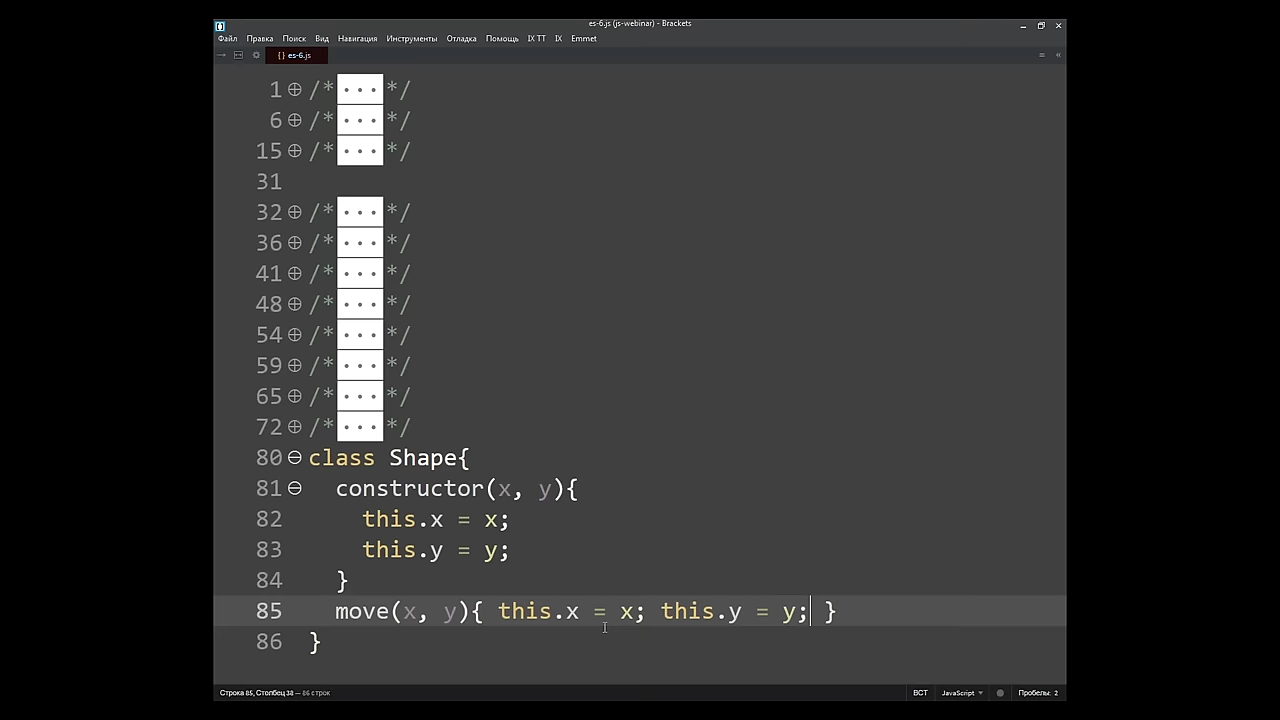 es-6.js (js-webinar) - Brackets
Файл Правка Поиск Вид Навигация Инструменты Отладка Помощь IX TT IX Emmet
{ } es-6.js
1 /*...*/
6 /*...*/
15 /*...*/
31
32 /*...*/
36 /*...*/
41 /*...*/
48 /*...*/
54 /*...*/
59 /*...*/
65 /*...*/
72 /*...*/
80 class Shape{
81 constructor(x, y){
82 this.x = x;
83 this.y = y;
84 }
85 move(x, y){ this.x = x; this.y = y; }
86 }
Строка 85, Столбец 38 — 86 строк ВСТ JavaScript Пробелы: 2